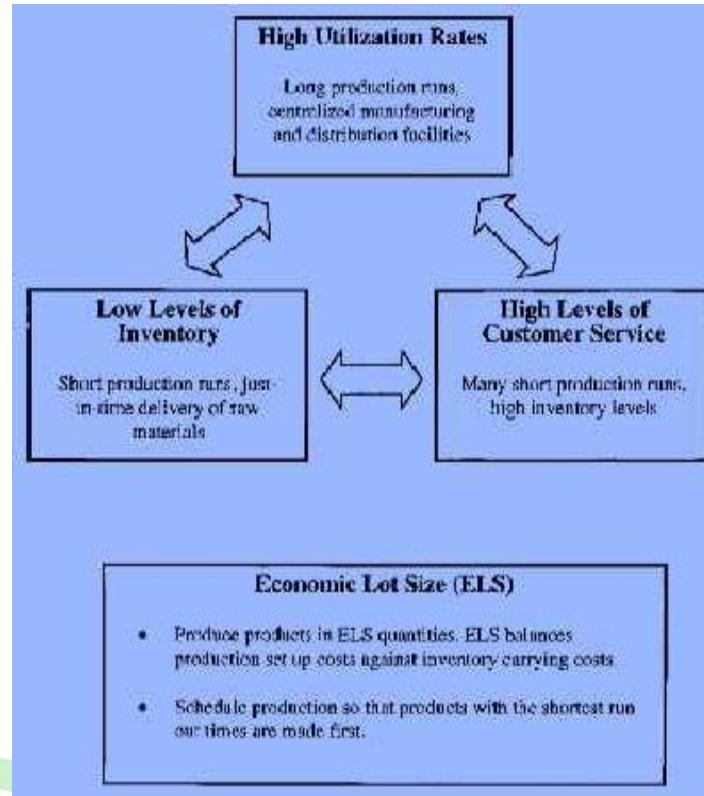 High Utilization Rates
Long production runs,
centralized manufacturing
and distribution facilities
Low Levels of
Inventory
Short production runs, just-
in-time delivery of raw
materials
High Levels of
Customer Service
Many short production runs,
high inventory levels
Economic Lot Size (ELS)
• Produce products in ELS quantities. ELS balances
production set up costs against inventory carrying costs
• Schedule production so that products with the shortest run
out times are made first.